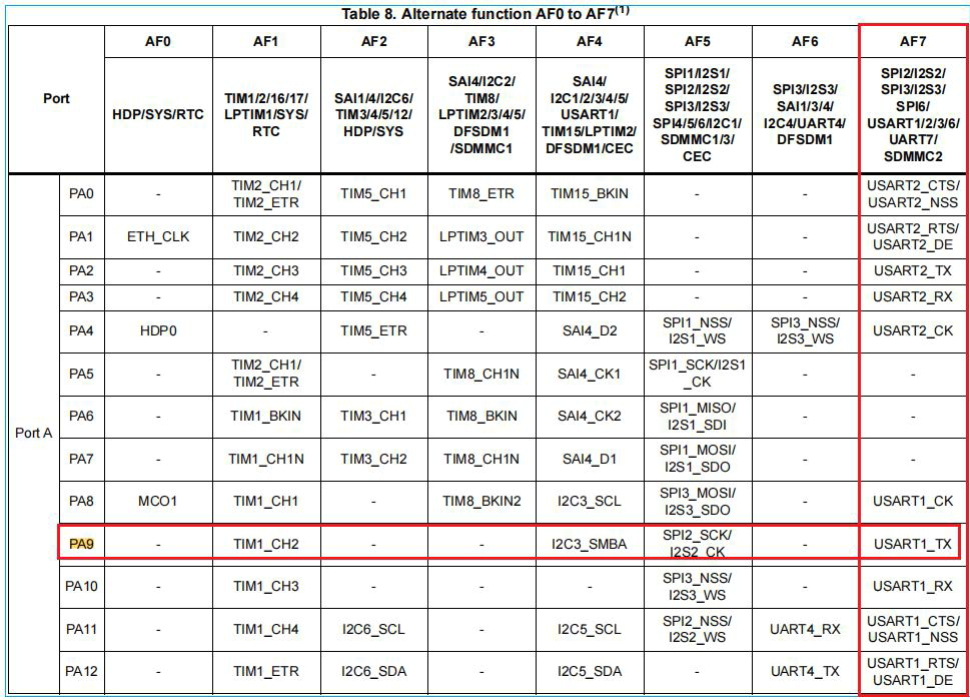 Table 8. Alternate function AF0 to AF7(1)
Port AF0 AF1 AF2 AF3 AF4 AF5 AF6 AF7
HDP/SYS/RTC
TIM1/2/16/17/
LPTIM1/SYS/
RTC
SAI1/4/I2C6/
TIM3/4/5/12/
HDP/SYS
SAI4/I2C2/
TIM8/
LPTIM2/3/4/5/
DFSDM1
/SDMMC1
SAI4/
I2C1/2/3/4/5/
USART1/
TIM15/LPTIM2/
DFSDM1/CEC
SPI1/I2S1/
SPI2/I2S2/
SPI3/I2S3/
SPI4/5/6/I2C1/
SDMMC1/3/
CEC
SPI3/I2S3/
SAI1/3/4/
I2C4/UART4/
DFSDM1
SPI2/I2S2/
SPI3/I2S3/
SPI6/
USART1/2/3/6/
UART7/
SDMMC2
Port A
PA0 - TIM2_CH1/ TIM2_ETR TIM5_CH1 TIM8_ETR TIM15_BKIN - - USART2_CTS/ USART2_NSS
PA1 ETH_CLK TIM2_CH2 TIM5_CH2 LPTIM3_OUT TIM15_CH1N - - USART2_RTS/ USART2_DE
PA2 - TIM2_CH3 TIM5_CH3 LPTIM4_OUT TIM15_CH1 - - USART2_TX
PA3 - TIM2_CH4 TIM5_CH4 LPTIM5_OUT TIM15_CH2 - - USART2_RX
PA4 HDP0 - TIM5_ETR - SAI4_D2 SPI1_NSS/ I2S1_WS SPI3_NSS/ I2S3_WS USART2_CK
PA5 - TIM2_CH1/ TIM2_ETR - TIM8_CH1N SAI4_CK1 SPI1_SCK/I2S1 _CK - -
PA6 - TIM1_BKIN TIM3_CH1 TIM8_BKIN SAI4_CK2 SPI1_MISO/ I2S1_SDI - -
PA7 - TIM1_CH1N TIM3_CH2 TIM8_CH1N SAI4_D1 SPI1_MOSI/ I2S1_SDO - -
PA8 MCO1 TIM1_CH1 - TIM8_BKIN2 I2C3_SCL SPI3_MOSI/ I2S3_SDO - USART1_CK
PA9 - TIM1_CH2 - - I2C3_SMBA SPI2_SCK/ I2S2_CK - USART1_TX
PA10 - TIM1_CH3 - - - SPI3_NSS/ I2S3_WS - USART1_RX
PA11 - TIM1_CH4 I2C6_SCL - I2C5_SCL SPI2_NSS/ I2S2_WS UART4_RX USART1_CTS/ USART1_NSS
PA12 - TIM1_ETR I2C6_SDA - I2C5_SDA - UART4_TX USART1_RTS/ USART1_DE